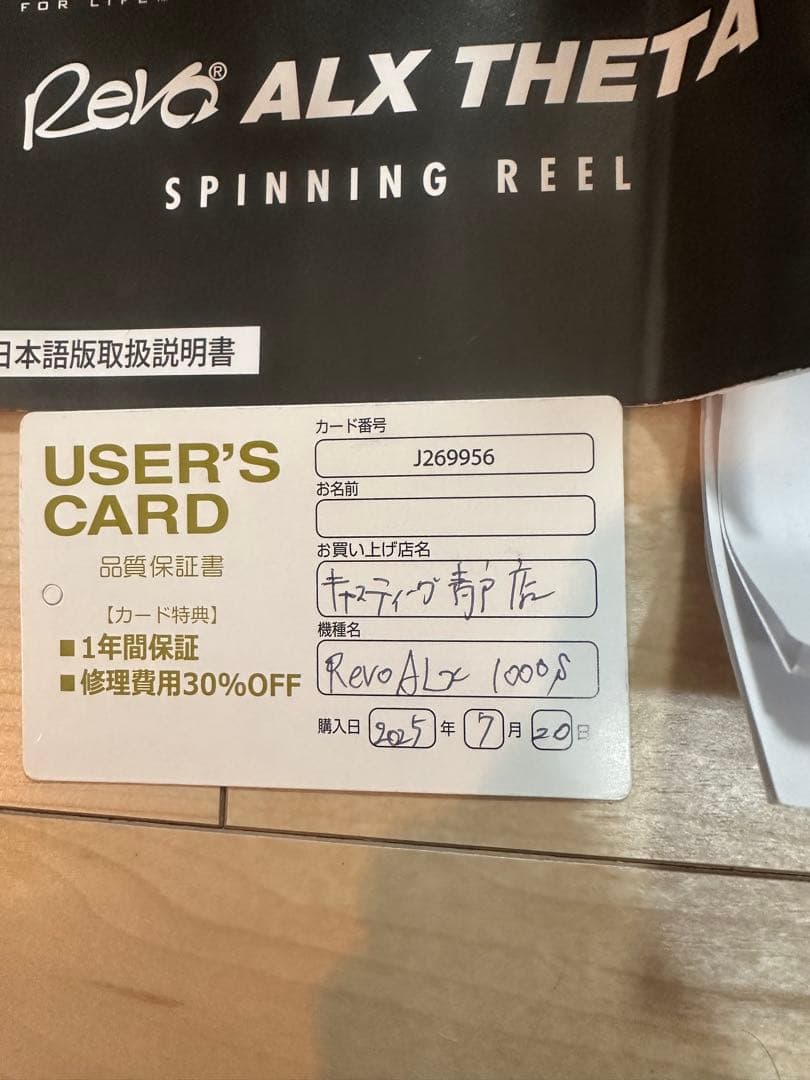 FOR LIFE
Revo® ALX THETA
SPINNING REEL
日本語版取扱説明書
USER'S
CARD
品質保証書
【カード特典】
■1年間保証
■修理費用30%OFF
カード番号
J269956
お名前
お買い上げ店名
キャスティング 青戸店
機種名
Revo ALX 1000S
購入日 2025 年 7 月 20 日